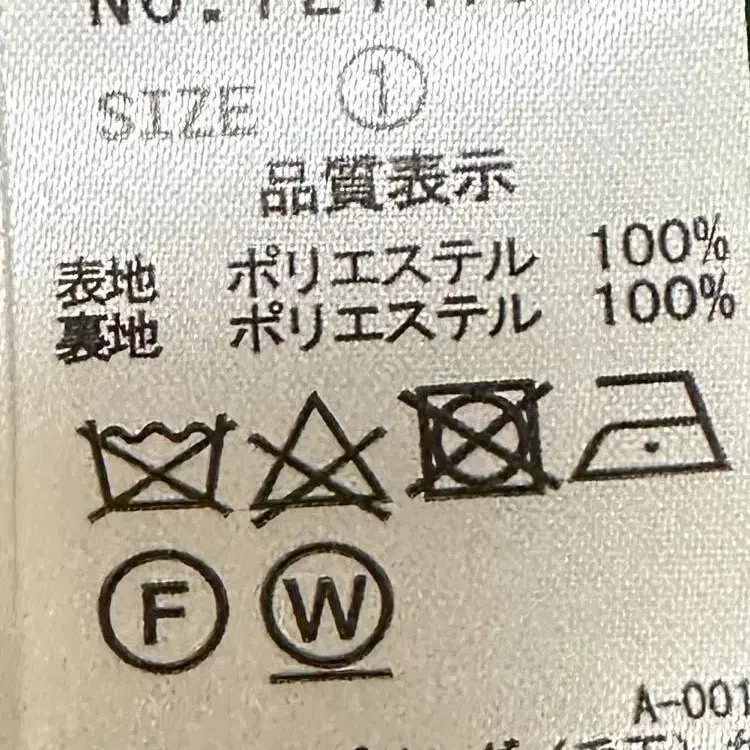 SIZE ①
品質表示
表地 ポリエステル 100%
裏地 ポリエステル 100%
F W
A-001